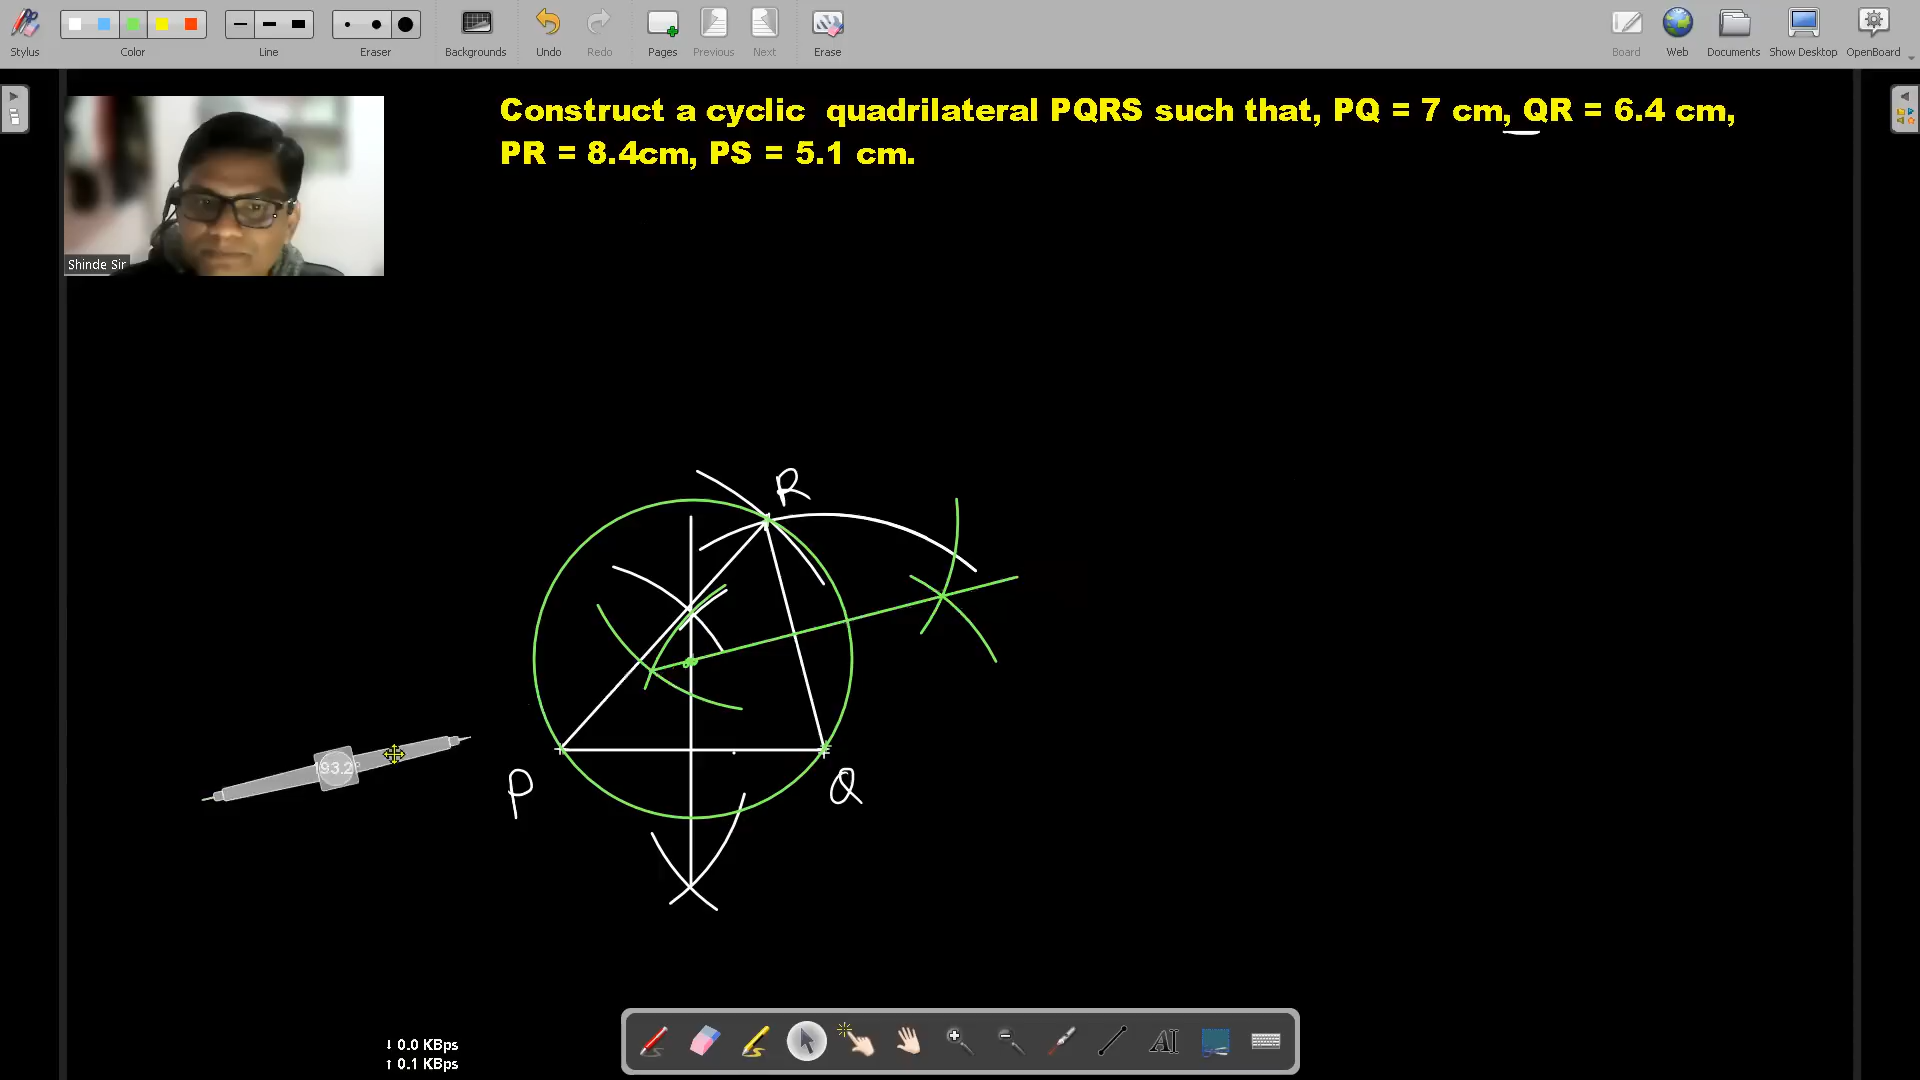 Stylus
Color
Line
Eraser
Backgrounds
Undo
Redo
Pages
Previous
Next
Erase
Board
Web
Documents
Show Desktop
OpenBoard
Construct a cyclic quadrilateral PQRS such that, PQ = 7 cm, QR = 6.4 cm,
PR = 8.4cm, PS = 5.1 cm.
Shinde Sir
R
P
Q
↓ 0.0 KBps
↑ 0.1 KBps
AI